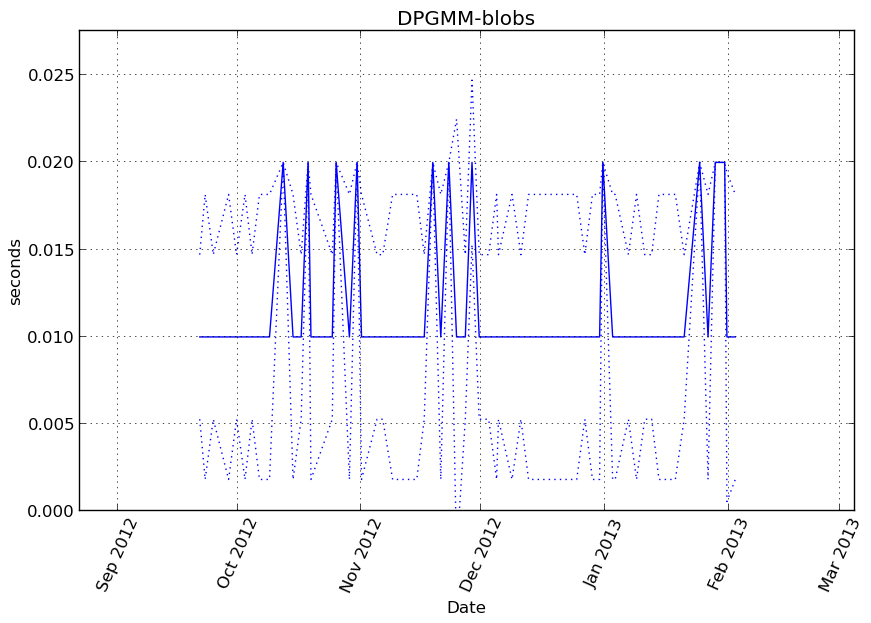 DPGMM-blobs
0.025
0.020
0.015
0.010
0.005
0.000
seconds
Sep 2012
Oct 2012
Nov 2012
Dec 2012
Jan 2013
Feb 2013
Mar 2013
Date